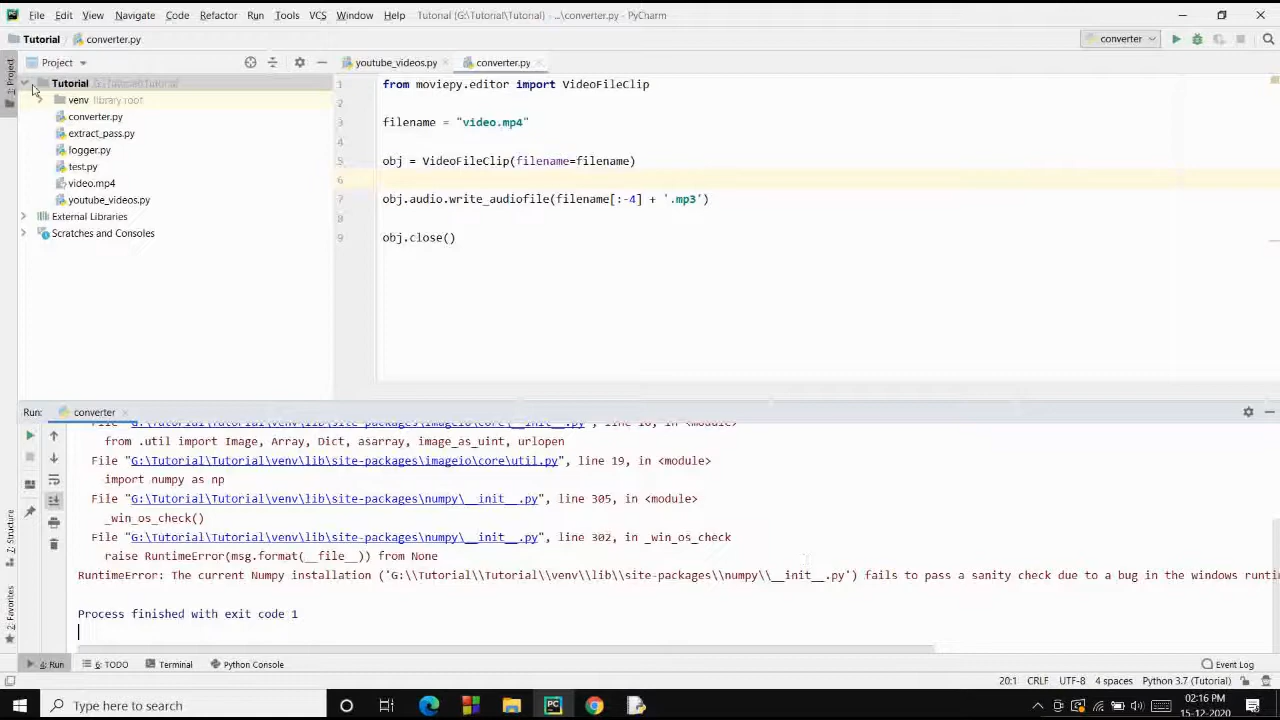 File Edit View Navigate Code Refactor Run Tools VCS Window Help Tutorial (G:\Tutorial\Tutorial) - ...\converter.py - PyCharm
Tutorial converter.py
converter
1: Project
Project
youtube_videos.py
converter.py
Tutorial G:\Tutorial\Tutorial
venv library root
converter.py
extract_pass.py
logger.py
test.py
video.mp4
youtube_videos.py
External Libraries
Scratches and Consoles
1 from moviepy.editor import VideoFileClip
2
3 filename = "video.mp4"
4
5 obj = VideoFileClip(filename=filename)
6
7 obj.audio.write_audiofile(filename[:-4] + '.mp3')
8
9 obj.close()
Run: converter
from .util import Image, Array, Dict, asarray, image_as_uint, urlopen
File "G:\Tutorial\Tutorial\venv\lib\site-packages\imageio\core\util.py", line 19, in <module>
import numpy as np
File "G:\Tutorial\Tutorial\venv\lib\site-packages\numpy\__init__.py", line 305, in <module>
_win_os_check()
File "G:\Tutorial\Tutorial\venv\lib\site-packages\numpy\__init__.py", line 302, in _win_os_check
raise RuntimeError(msg.format(__file__)) from None
RuntimeError: The current Numpy installation ('G:\\Tutorial\\Tutorial\\venv\\lib\\site-packages\\numpy\\__init__.py') fails to pass a sanity check due to a bug in the windows runti
Process finished with exit code 1
Z: Structure
2: Favorites
4: Run 6: TODO Terminal Python Console Event Log
20:1 CRLF UTF-8 4 spaces Python 3.7 (Tutorial)
Type here to search
02:16 PM
15-12-2020